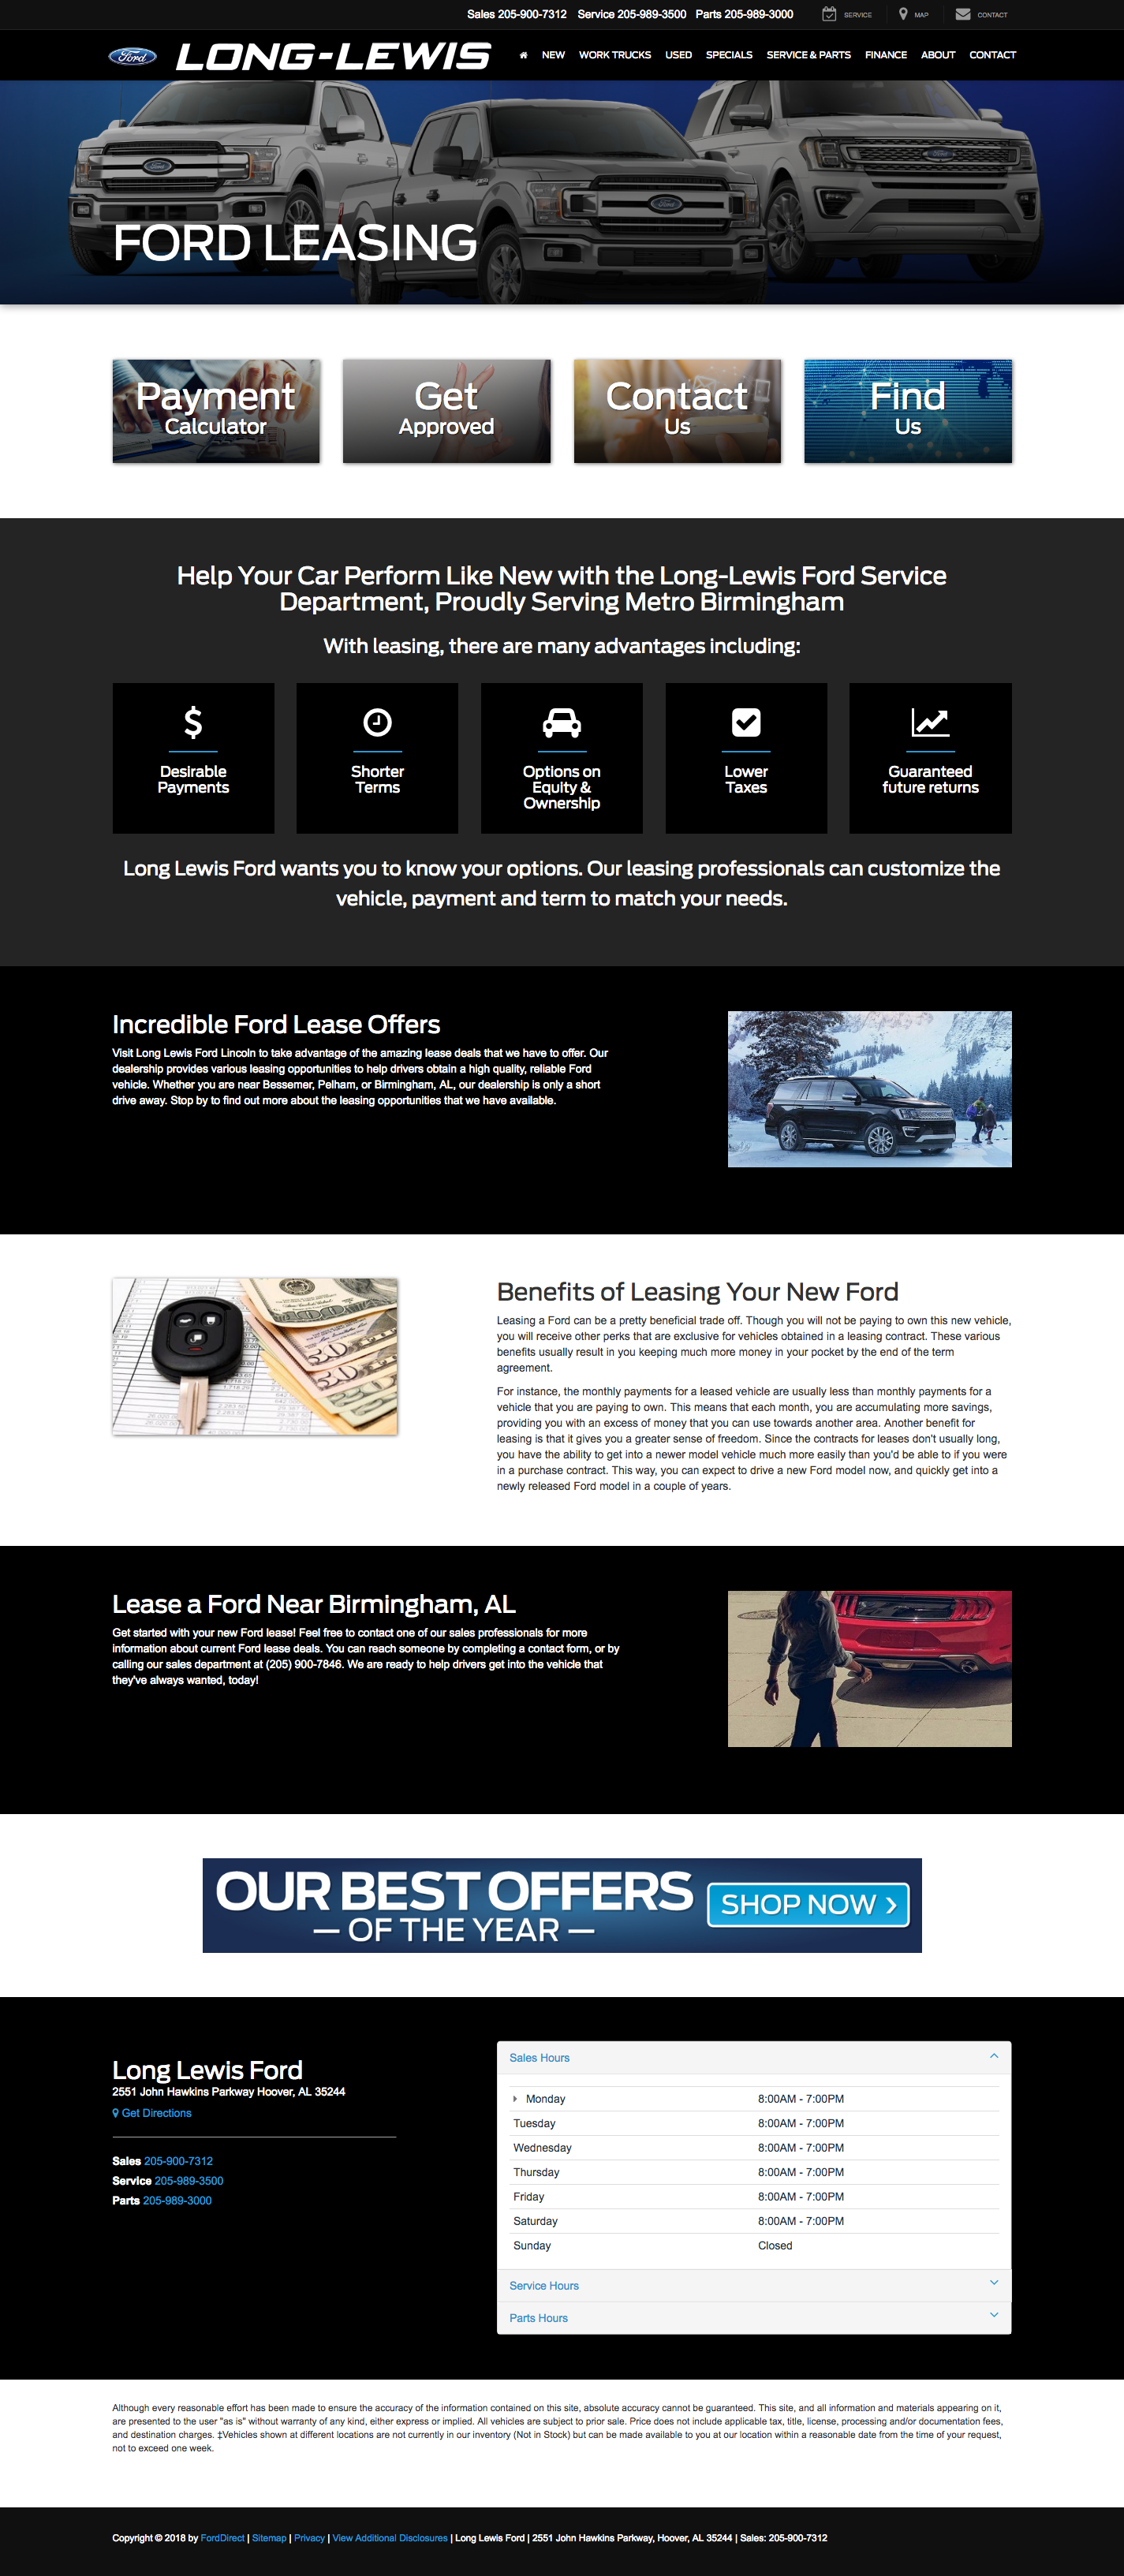 Sales 205-900-7312 Service 205-989-3500 Parts 205-989-3000 SERVICE MAP CONTACT
Ford LONG-LEWIS NEW WORK TRUCKS USED SPECIALS SERVICE & PARTS FINANCE ABOUT CONTACT
FORD LEASING
Payment Get Contact Find
Calculator Approved Us Us
Help Your Car Perform Like New with the Long-Lewis Ford Service
Department, Proudly Serving Metro Birmingham
With leasing, there are many advantages including:
Desirable Shorter Options on Lower Guaranteed
Payments Terms Equity & Taxes future returns
Ownership
Long Lewis Ford wants you to know your options. Our leasing professionals can customize the
vehicle, payment and term to match your needs.
Incredible Ford Lease Offers
Visit Long Lewis Ford Lincoln to take advantage of the amazing lease deals that we have to offer. Our
dealership provides various leasing opportunities to help drivers obtain a high quality, reliable Ford
vehicle. Whether you are near Bessemer, Pelham, or Birmingham, AL, our dealership is only a short
drive away. Stop by to find out more about the leasing opportunities that we have available.
Benefits of Leasing Your New Ford
Leasing a Ford can be a pretty beneficial trade off. Though you will not be paying to own this new vehicle,
you will receive other perks that are exclusive for vehicles obtained in a leasing contract. These various
benefits usually result in you keeping much more money in your pocket by the end of the term
agreement.
For instance, the monthly payments for a leased vehicle are usually less than monthly payments for a
vehicle that you are paying to own. This means that each month, you are accumulating more savings,
providing you with an excess of money that you can use towards another area. Another benefit for
leasing is that it gives you a greater sense of freedom. Since the contracts for leases don't usually long,
you have the ability to get into a newer model vehicle much more easily than you'd be able to if you were
in a purchase contract. This way, you can expect to drive a new Ford model now, and quickly get into a
newly released Ford model in a couple of years.
Lease a Ford Near Birmingham, AL
Get started with your new Ford lease! Feel free to contact one of our sales professionals for more
information about current Ford lease deals. You can reach someone by completing a contact form, or by
calling our sales department at (205) 900-7846. We are ready to help drivers get into the vehicle that
they've always wanted, today!
OUR BEST OFFERS
— OF THE YEAR —
SHOP NOW ›
Long Lewis Ford
2551 John Hawkins Parkway Hoover, AL 35244
Get Directions
Sales 205-900-7312
Service 205-989-3500
Parts 205-989-3000
Sales Hours
Monday 8:00AM - 7:00PM
Tuesday 8:00AM - 7:00PM
Wednesday 8:00AM - 7:00PM
Thursday 8:00AM - 7:00PM
Friday 8:00AM - 7:00PM
Saturday 8:00AM - 7:00PM
Sunday Closed
Service Hours
Parts Hours
Although every reasonable effort has been made to ensure the accuracy of the information contained on this site, absolute accuracy cannot be guaranteed. This site, and all information and materials appearing on it,
are presented to the user "as is" without warranty of any kind, either express or implied. All vehicles are subject to prior sale. Price does not include applicable tax, title, license, processing and/or documentation fees,
and destination charges. ‡Vehicles shown at different locations are not currently in our inventory (Not in Stock) but can be made available to you at our location within a reasonable date from the time of your request,
not to exceed one week.
Copyright © 2018 by FordDirect | Sitemap | Privacy | View Additional Disclosures | Long Lewis Ford | 2551 John Hawkins Parkway, Hoover, AL 35244 | Sales: 205-900-7312